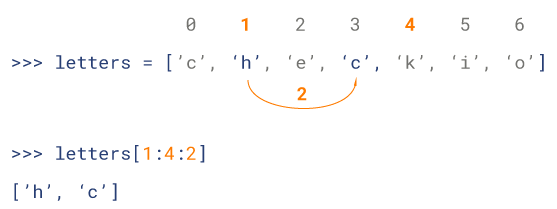 0 1 2 3 4 5 6
>>> letters = [‘c’, ‘h’, ‘e’, ‘c’, ‘k’, ‘i’, ‘o’]
2
>>> letters[1:4:2]
[‘h’, ‘c’]